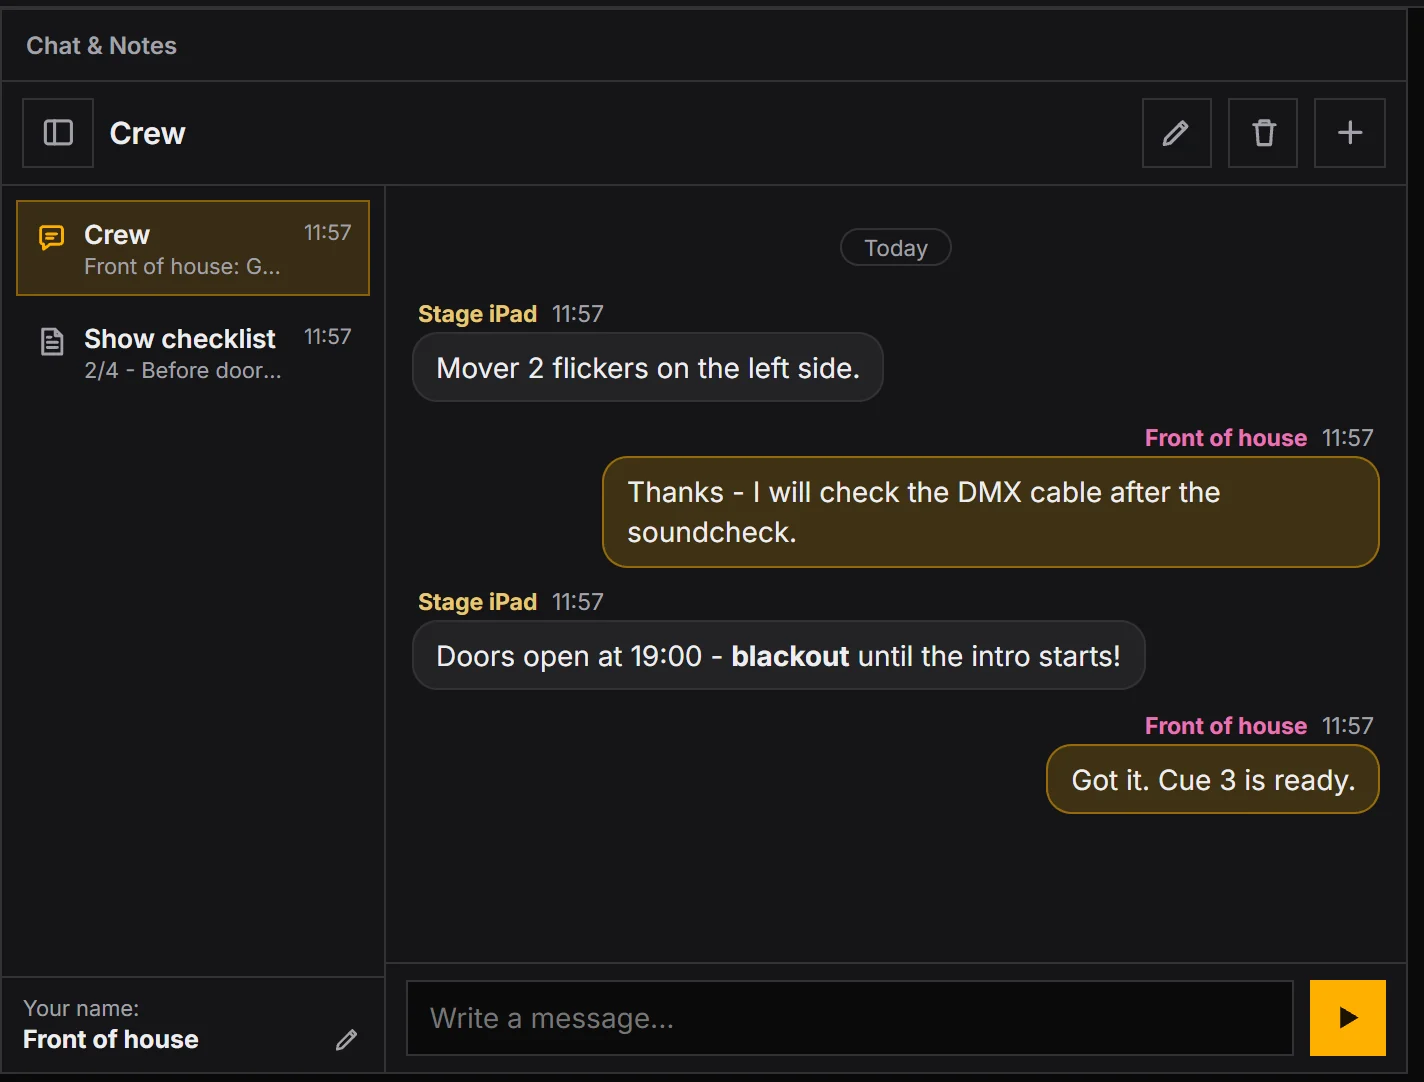 Chat & Notes
Crew
Crew 11:57
Front of house: G...
Show checklist 11:57
2/4 - Before door...
Today
Stage iPad 11:57
Mover 2 flickers on the left side.
Front of house 11:57
Thanks - I will check the DMX cable after the
soundcheck.
Stage iPad 11:57
Doors open at 19:00 - blackout until the intro starts!
Front of house 11:57
Got it. Cue 3 is ready.
Your name:
Front of house
Write a message...